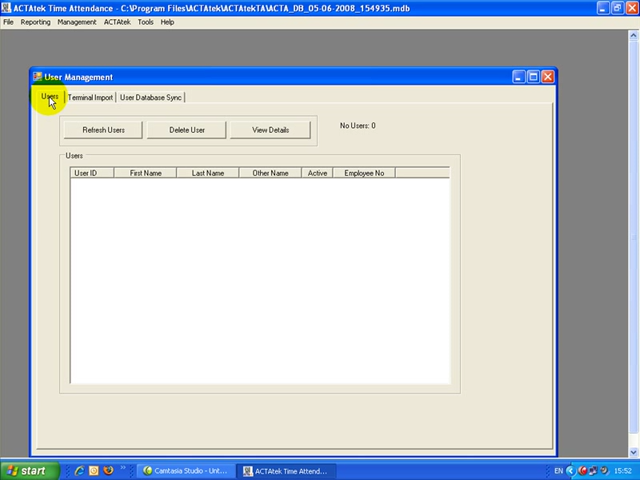 ACTAtek Time Attendance - C:\Program Files\ACTAtek\ACTAtekTA\ACTA_DB_05-06-2008_154935.mdb
File Reporting Management ACTAtek Tools Help
User Management
Users Terminal Import User Database Sync
Refresh Users Delete User View Details No Users: 0
Users
User ID First Name Last Name Other Name Active Employee No
start Camtasia Studio - Unt... ACTAtek Time Attend... EN 15:52